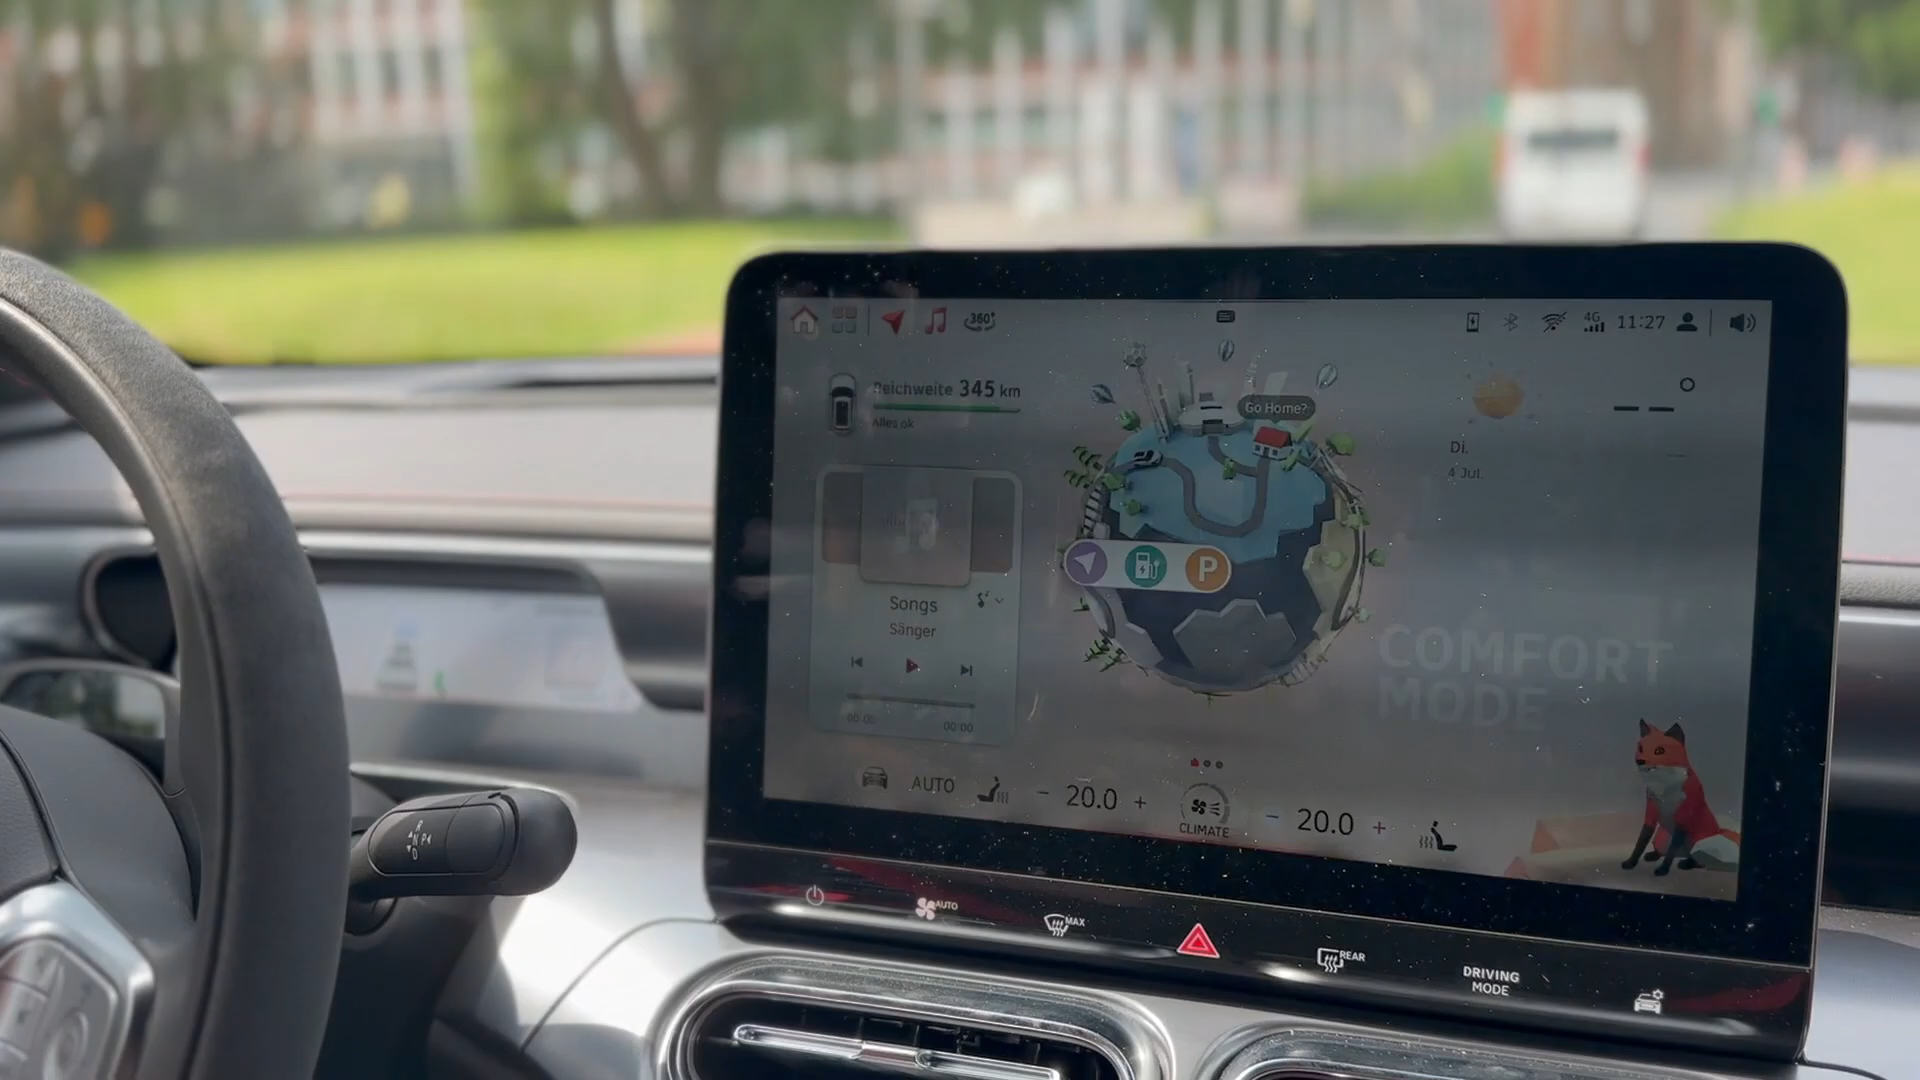 360°
4G
11:27
Reichweite 345 km
Alles ok
Go Home?
Di.
4 Jul.
P
Songs
Sänger
00:00
00:00
COMFORT
MODE
AUTO
− 20.0 +
CLIMATE
− 20.0 +
R
N P
D
AUTO
MAX
REAR
DRIVING
MODE